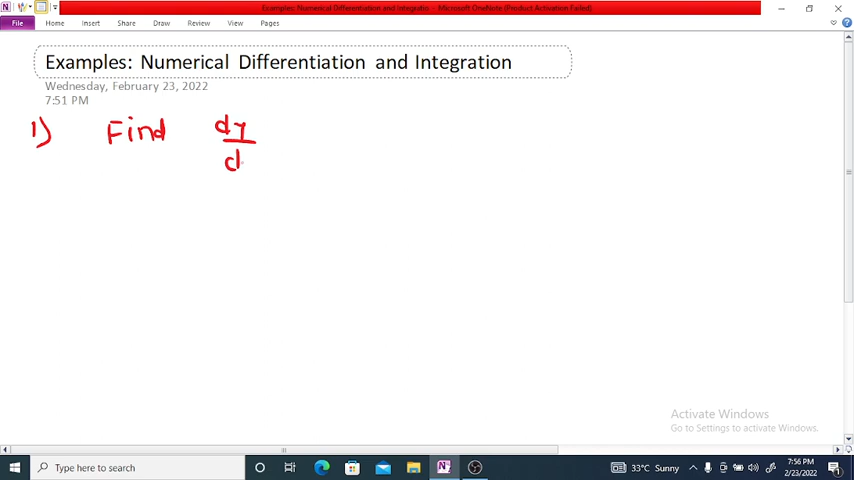 Examples: Numerical Differentiation and Integratio - Microsoft OneNote (Product Activation Failed)
File Home Insert Share Draw Review View Pages
Examples: Numerical Differentiation and Integration
Wednesday, February 23, 2022
7:51 PM
1) Find dy
d
Activate Windows
Go to Settings to activate Windows.
Type here to search
33°C Sunny
7:56 PM
2/23/2022